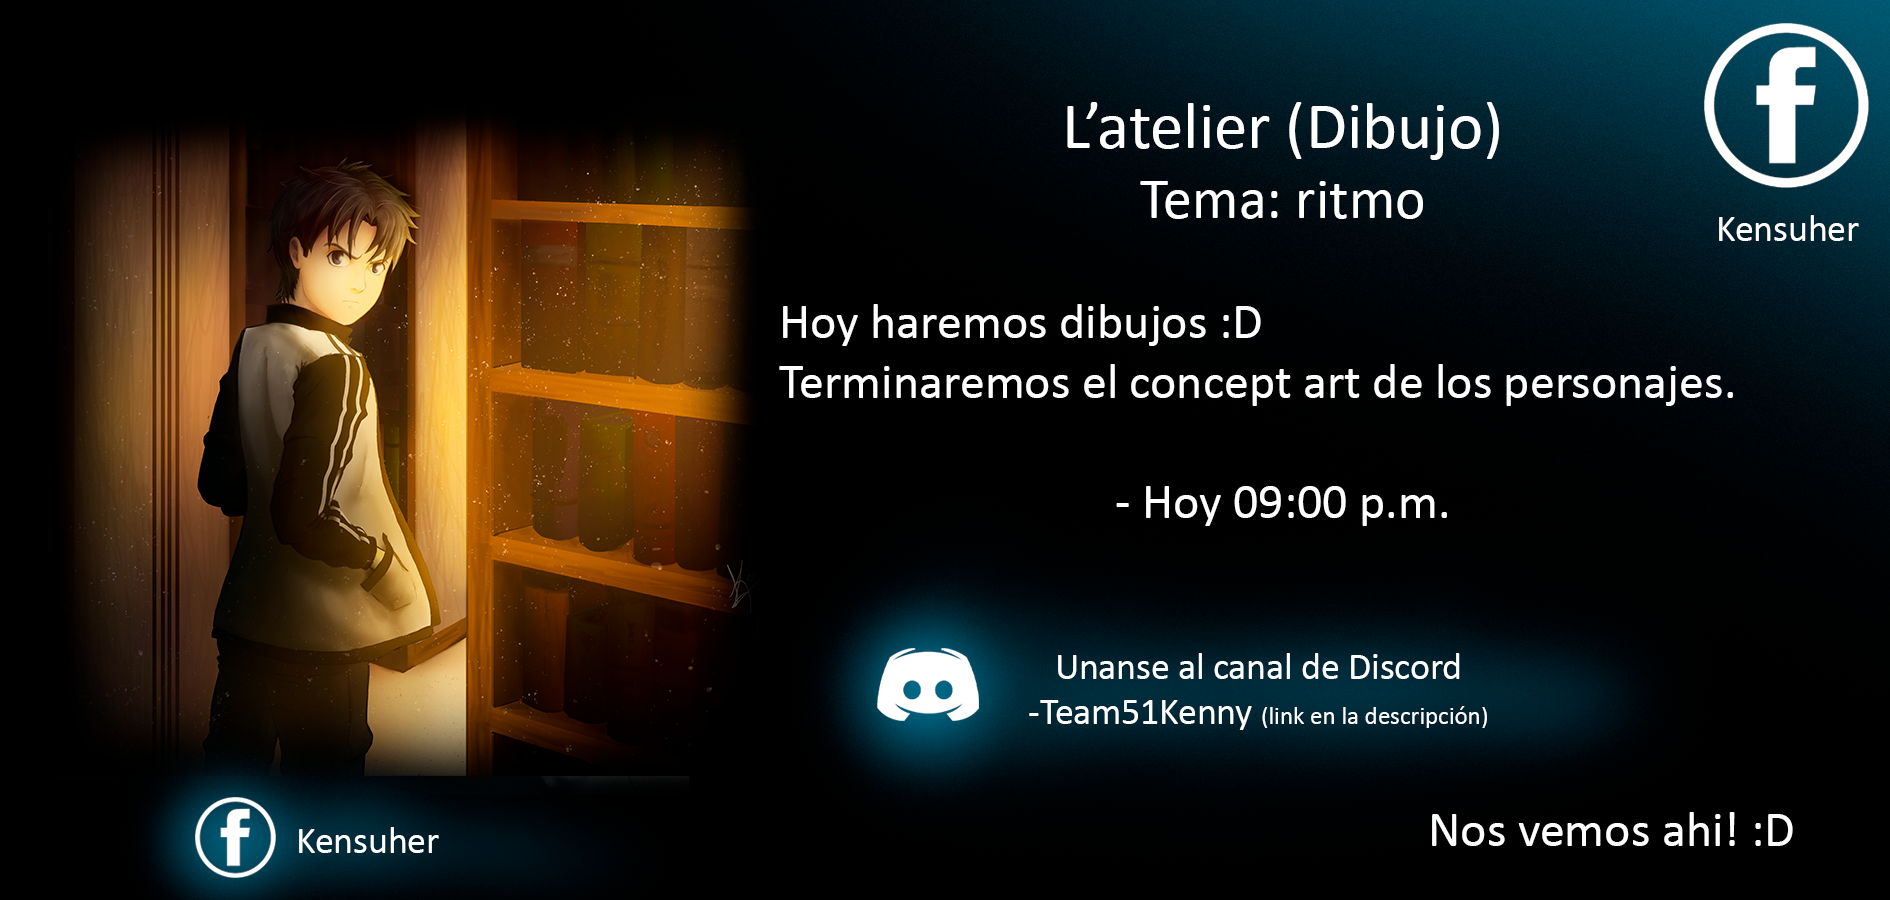 L’atelier (Dibujo)
Tema: ritmo
Kensuher
Hoy haremos dibujos :D
Terminaremos el concept art de los personajes.
- Hoy 09:00 p.m.
Unanse al canal de Discord
-Team51Kenny (link en la descripción)
Kensuher
Nos vemos ahi! :D